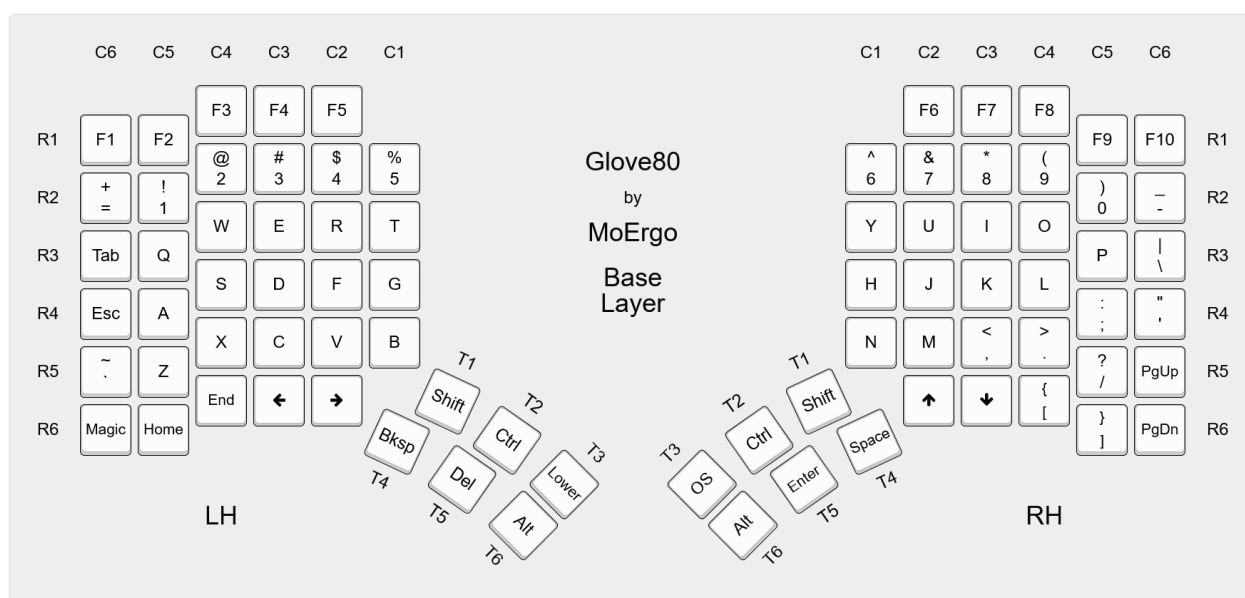 C6 C5 C4 C3 C2 C1 C1 C2 C3 C4 C5 C6
F3 F4 F5 F6 F7 F8
R1 F1 F2 F9 F10 R1
@ # $ % ^ & * (
2 3 4 5 6 7 8 9
R2 + ! ) _ R2
= 1 0 -
W E R T Y U I O
R3 Tab Q P | R3
\
S D F G H J K L
R4 Esc A : " R4
; '
X C V B N M < >
, .
R5 ~ Z ? PgUp R5
` /
End ← → ↑ ↓ {
[
R6 Magic Home } PgDn R6
]
Glove80
by
MoErgo
Base
Layer
T1 T2 T3
Shift Ctrl Lower
Bksp Del Alt
T4 T5 T6
T3 T2 T1
OS Ctrl Shift
Alt Enter Space
T6 T5 T4
LH RH